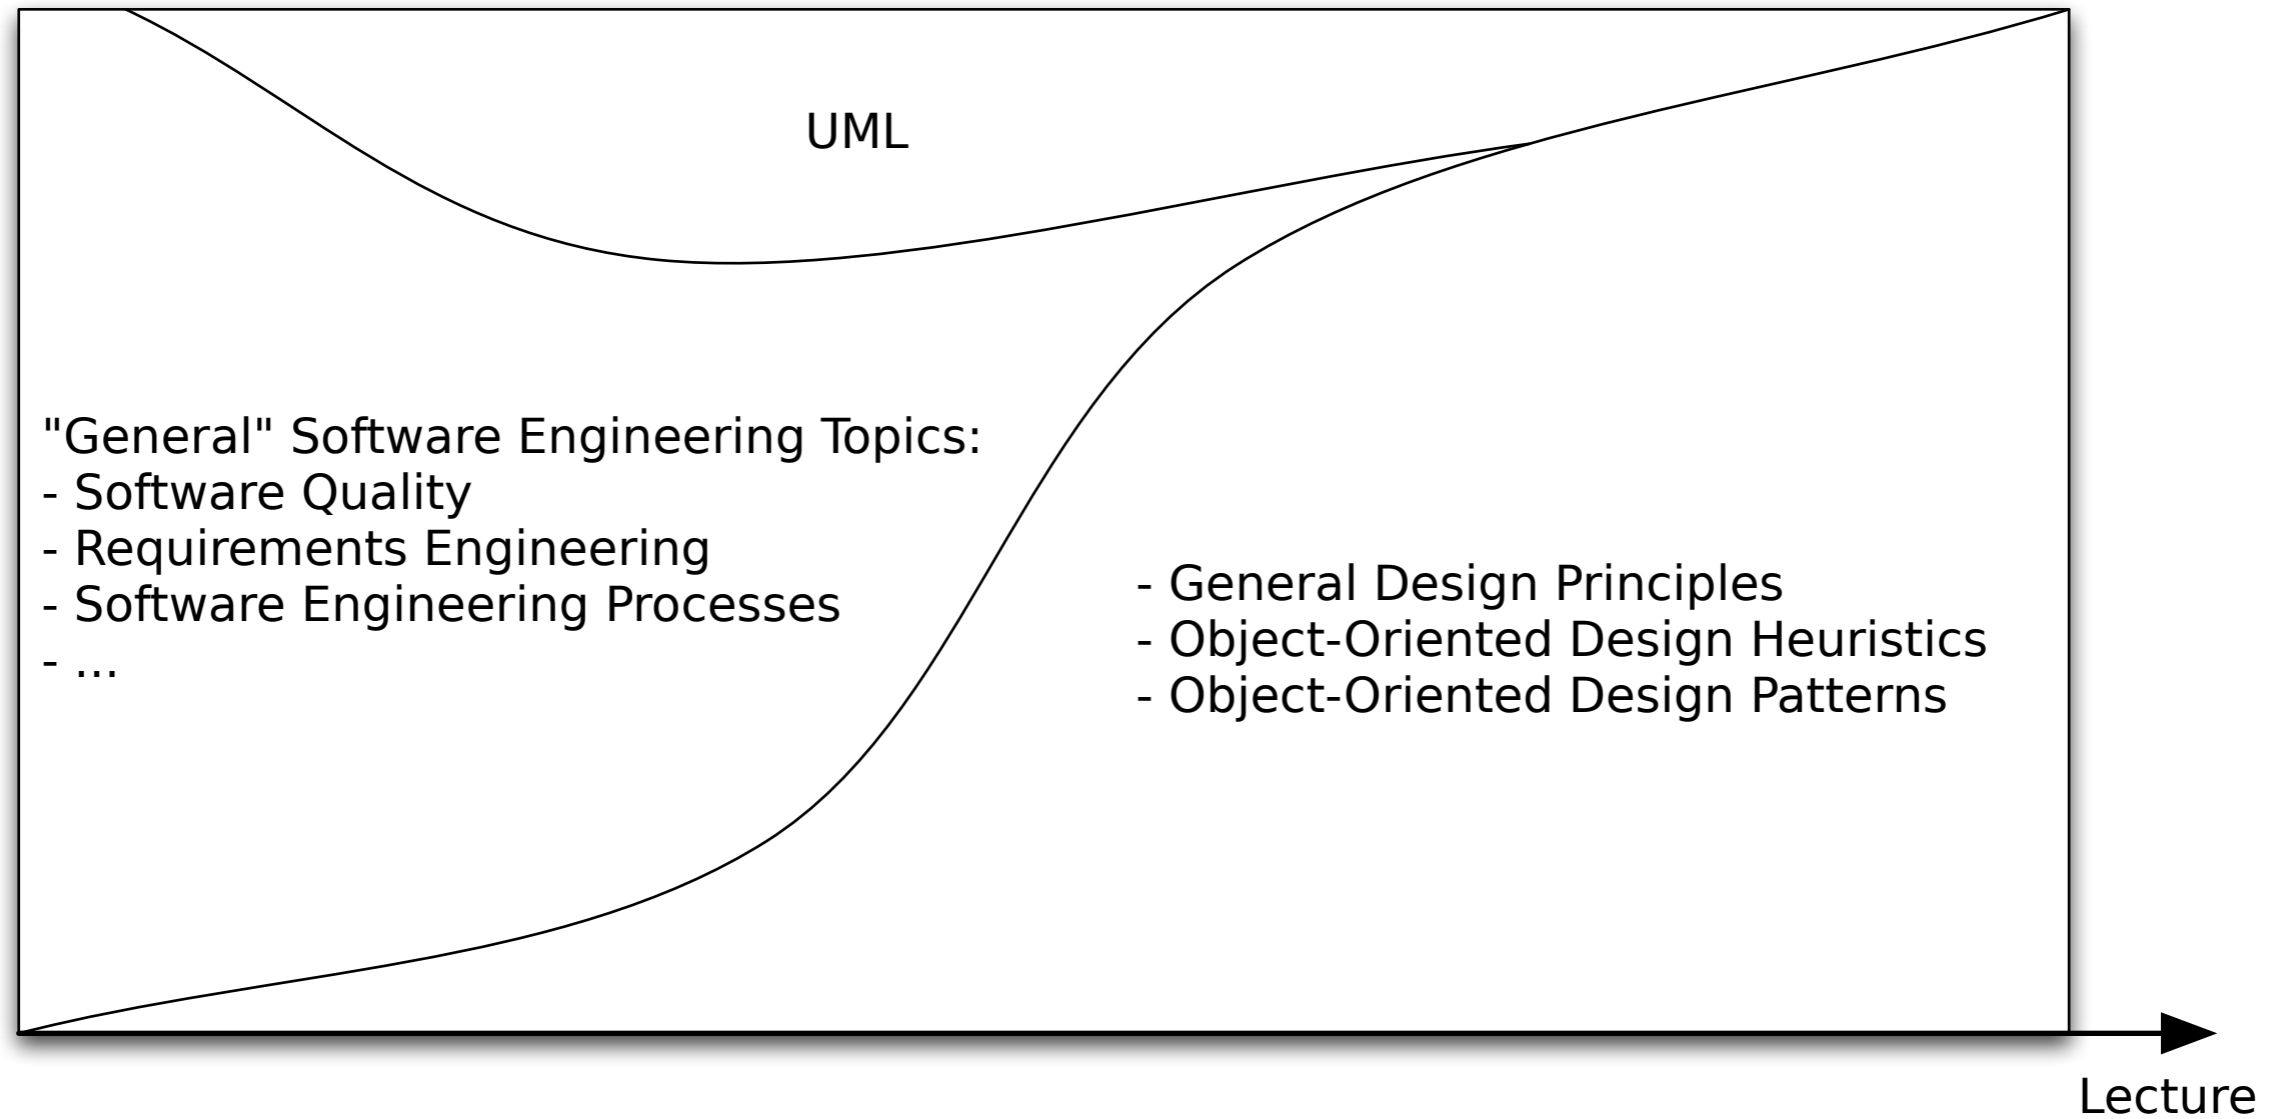 UML
"General" Software Engineering Topics:
- Software Quality
- Requirements Engineering
- Software Engineering Processes
- ...
- General Design Principles
- Object-Oriented Design Heuristics
- Object-Oriented Design Patterns
Lecture